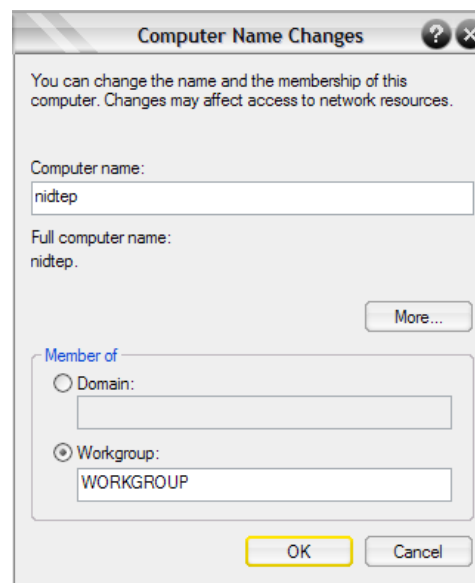 Computer Name Changes
You can change the name and the membership of this
computer. Changes may affect access to network resources.
Computer name:
nidtep
Full computer name:
nidtep.
More...
Member of
Domain:
Workgroup:
WORKGROUP
OK
Cancel